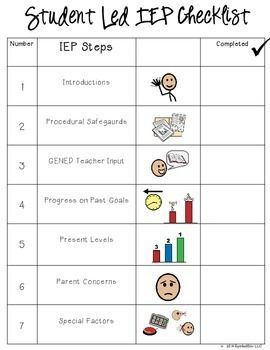 Student Led IEP Checklist
Number IEP Steps Completed
1 Introductions
2 Procedural Safegaurds
3 GENED Teacher Input
4 Progress on Past Goals
5 Present Levels
3 2 1
6 Parent Concerns
7 Special Factors